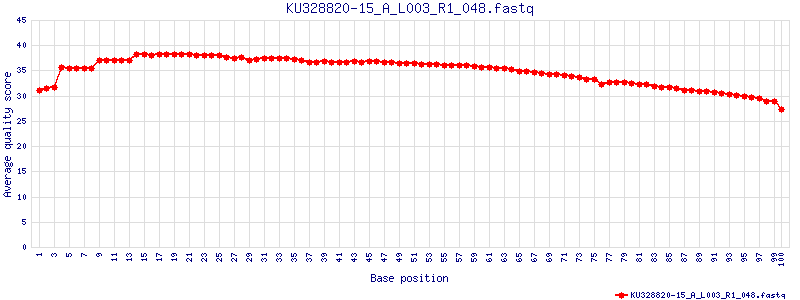 KU328820-15_A_L003_R1_048.fastq
Average quality score
45
40
35
30
25
20
15
10
5
0
1 3 5 7 9 11 13 15 17 19 21 23 25 27 29 31 33 35 37 39 41 43 45 47 49 51 53 55 57 59 61 63 65 67 69 71 73 75 77 79 81 83 85 87 89 91 93 95 97 99 100
Base position
KU328820-15_A_L003_R1_048.fastq